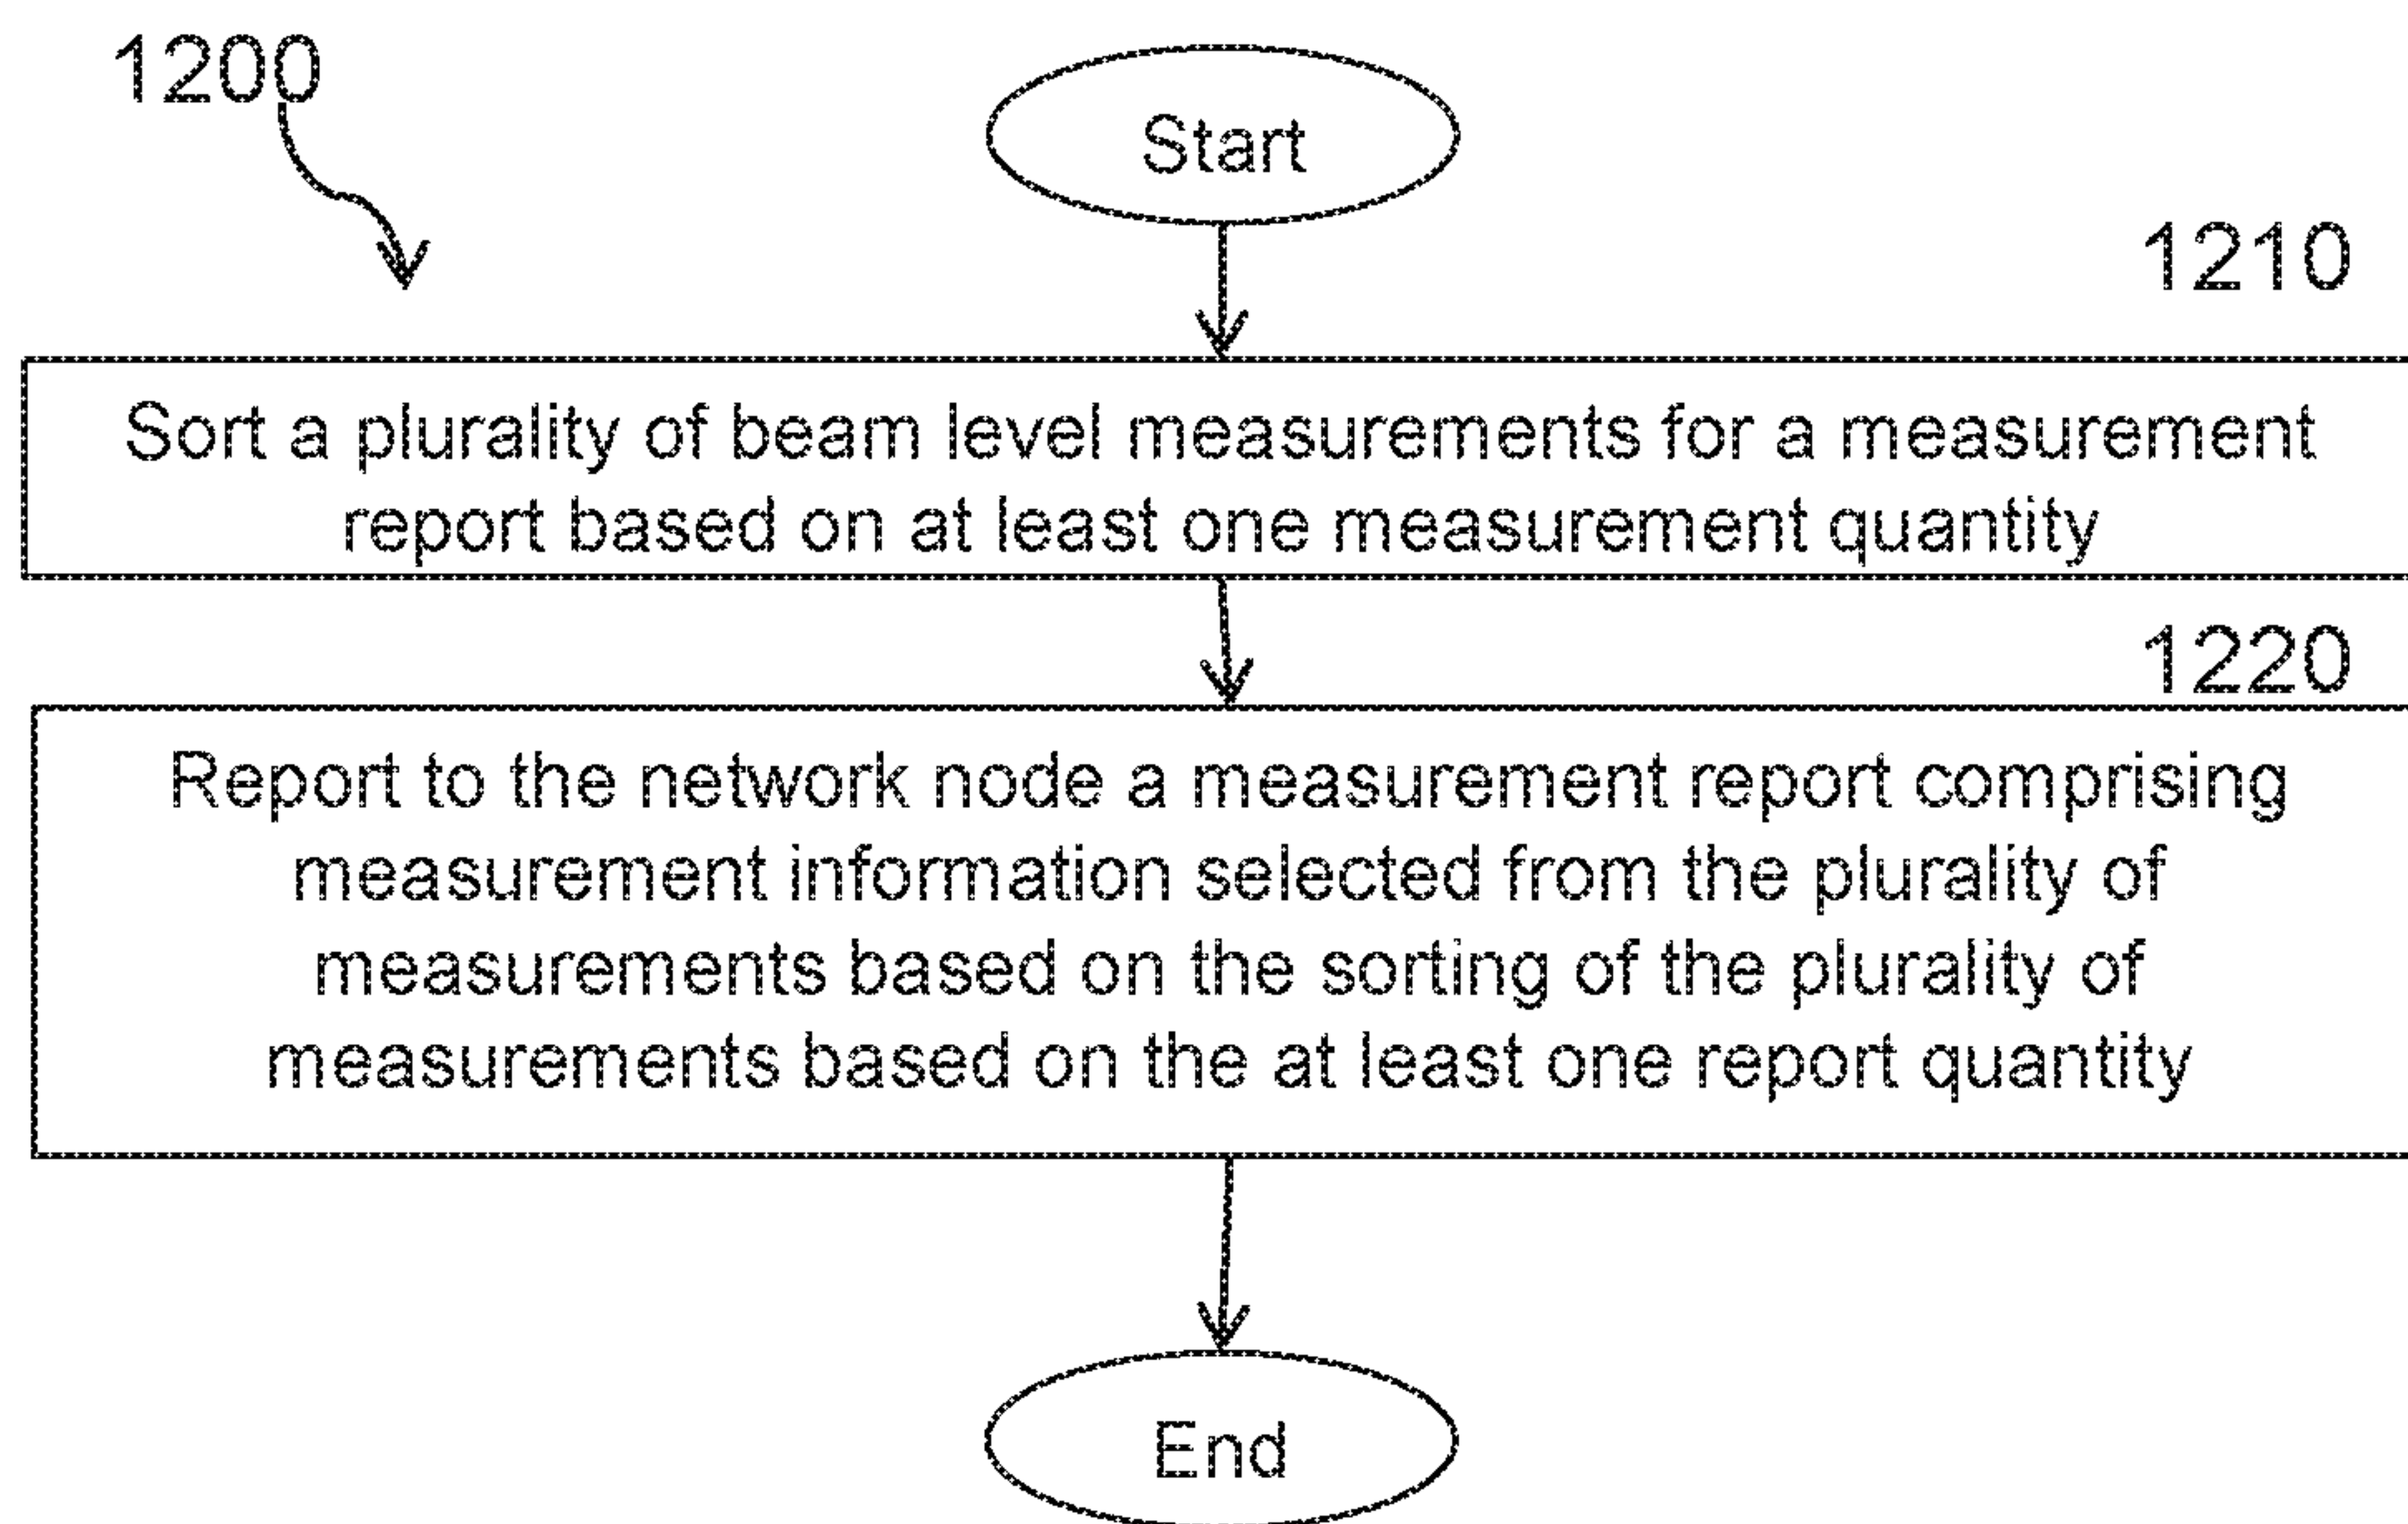 1200
Start
1210
Sort a plurality of beam level measurements for a measurement
report based on at least one measurement quantity
1220
Report to the network node a measurement report comprising
measurement information selected from the plurality of
measurements based on the sorting of the plurality of
measurements based on the at least one report quantity
End